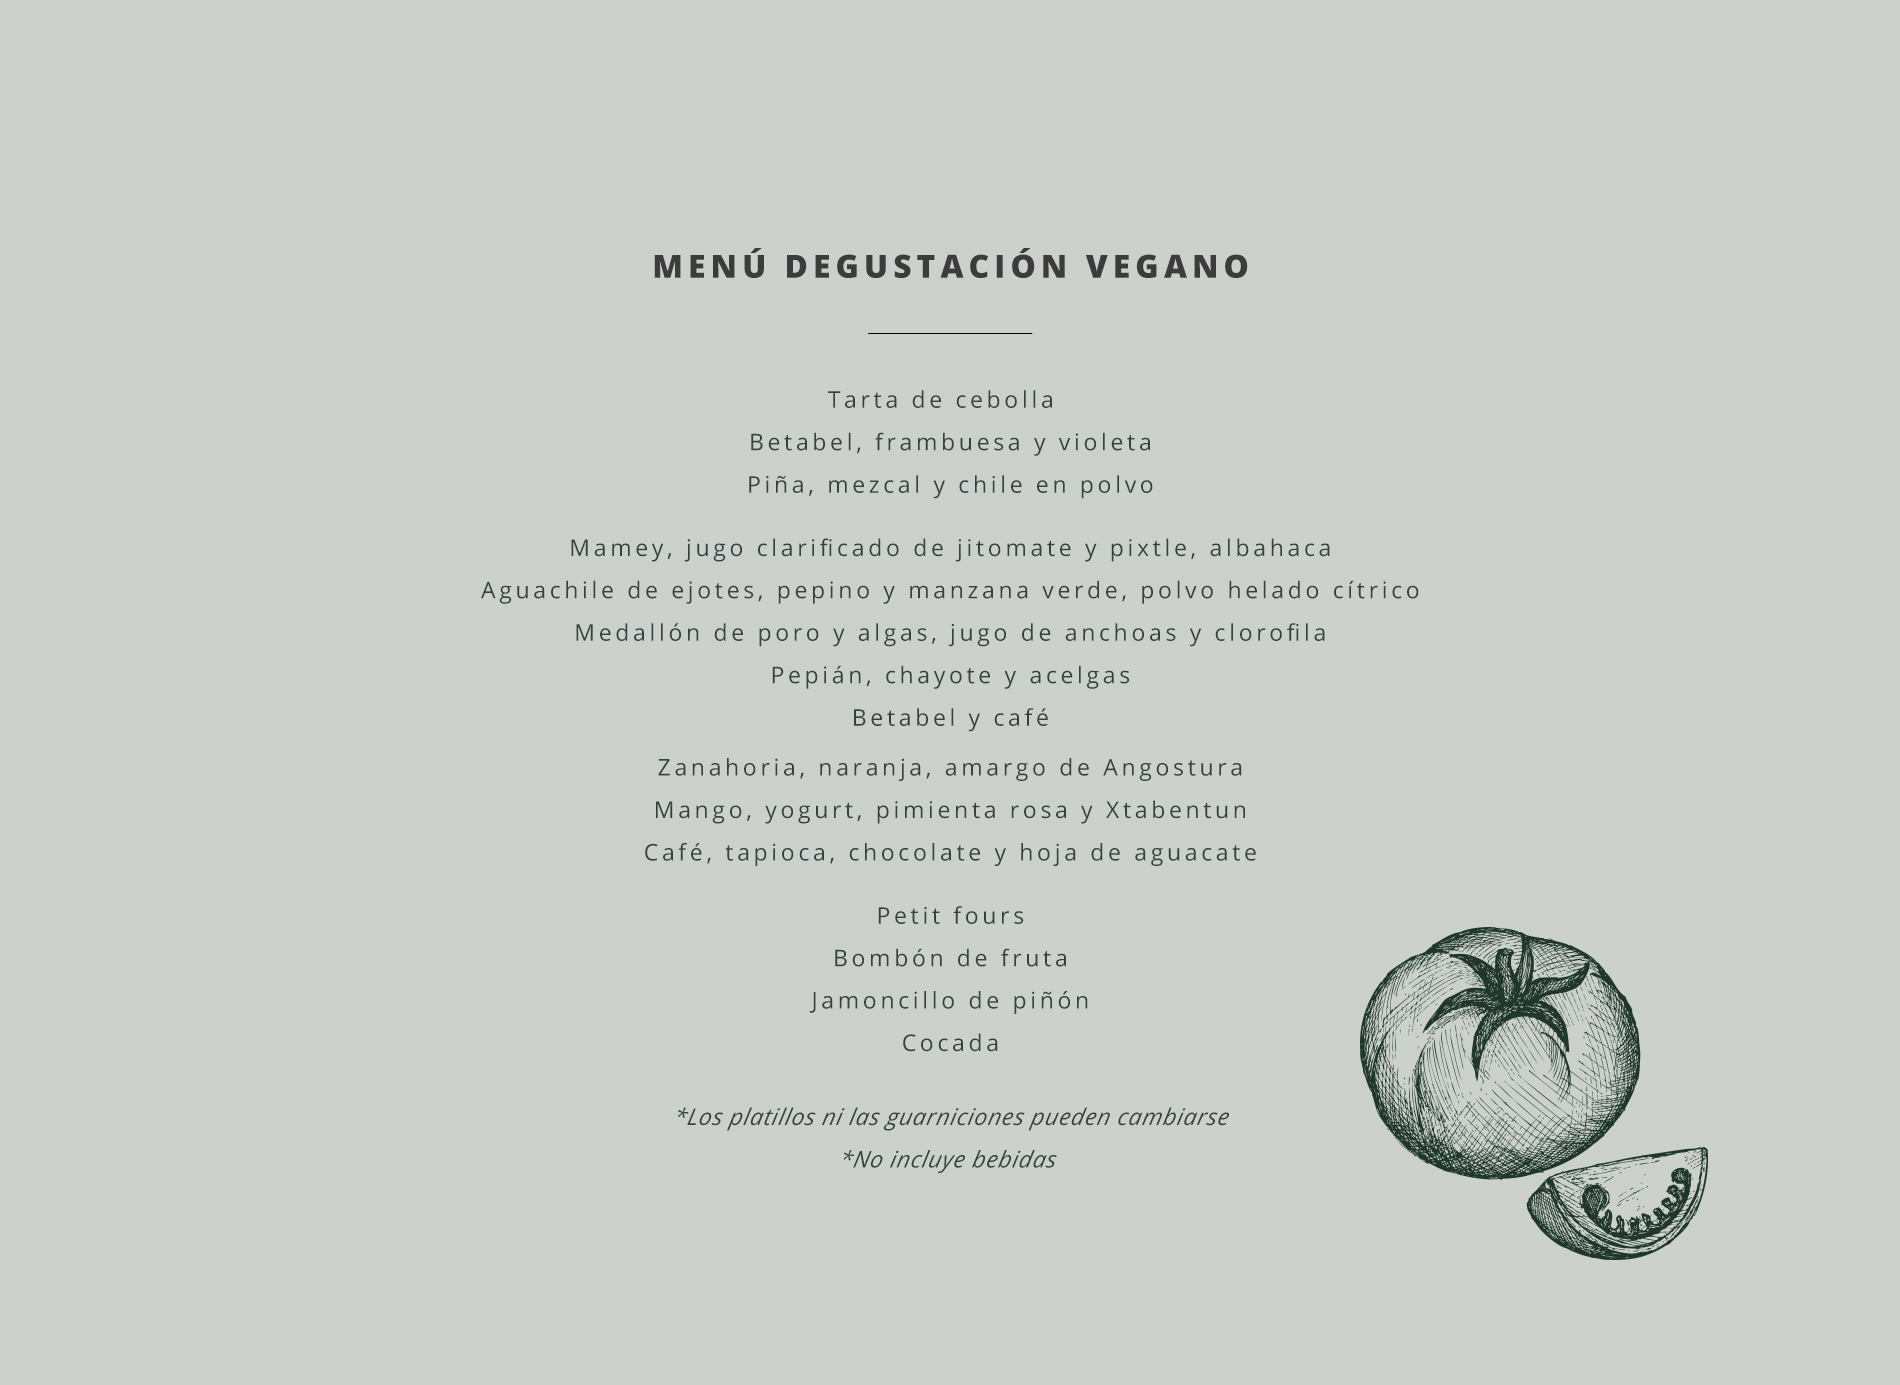 MENÚ DEGUSTACIÓN VEGANO
Tarta de cebolla
Betabel, frambuesa y violeta
Piña, mezcal y chile en polvo
Mamey, jugo clarificado de jitomate y pixtle, albahaca
Aguachile de ejotes, pepino y manzana verde, polvo helado cítrico
Medallón de poro y algas, jugo de anchoas y clorofila
Pepián, chayote y acelgas
Betabel y café
Zanahoria, naranja, amargo de Angostura
Mango, yogurt, pimienta rosa y Xtabentun
Café, tapioca, chocolate y hoja de aguacate
Petit fours
Bombón de fruta
Jamoncillo de piñón
Cocada
*Los platillos ni las guarniciones pueden cambiarse
*No incluye bebidas